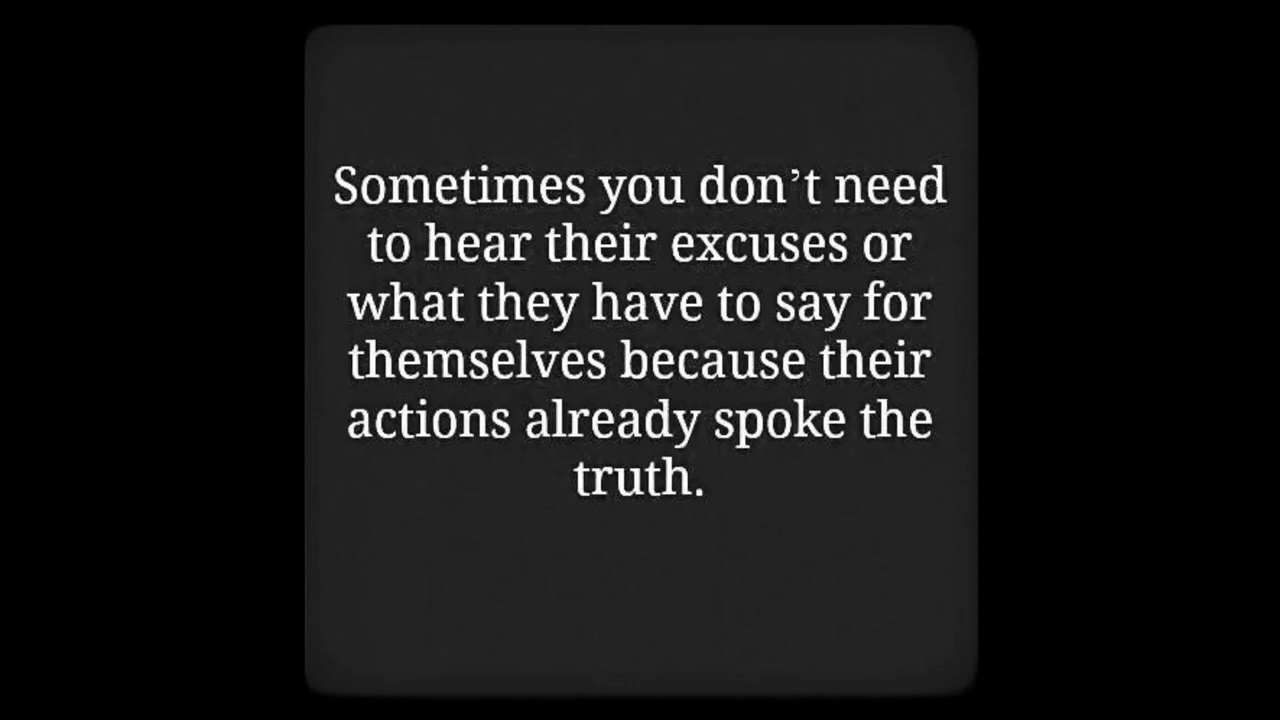 Sometimes you don’t need
to hear their excuses or
what they have to say for
themselves because their
actions already spoke the
truth.